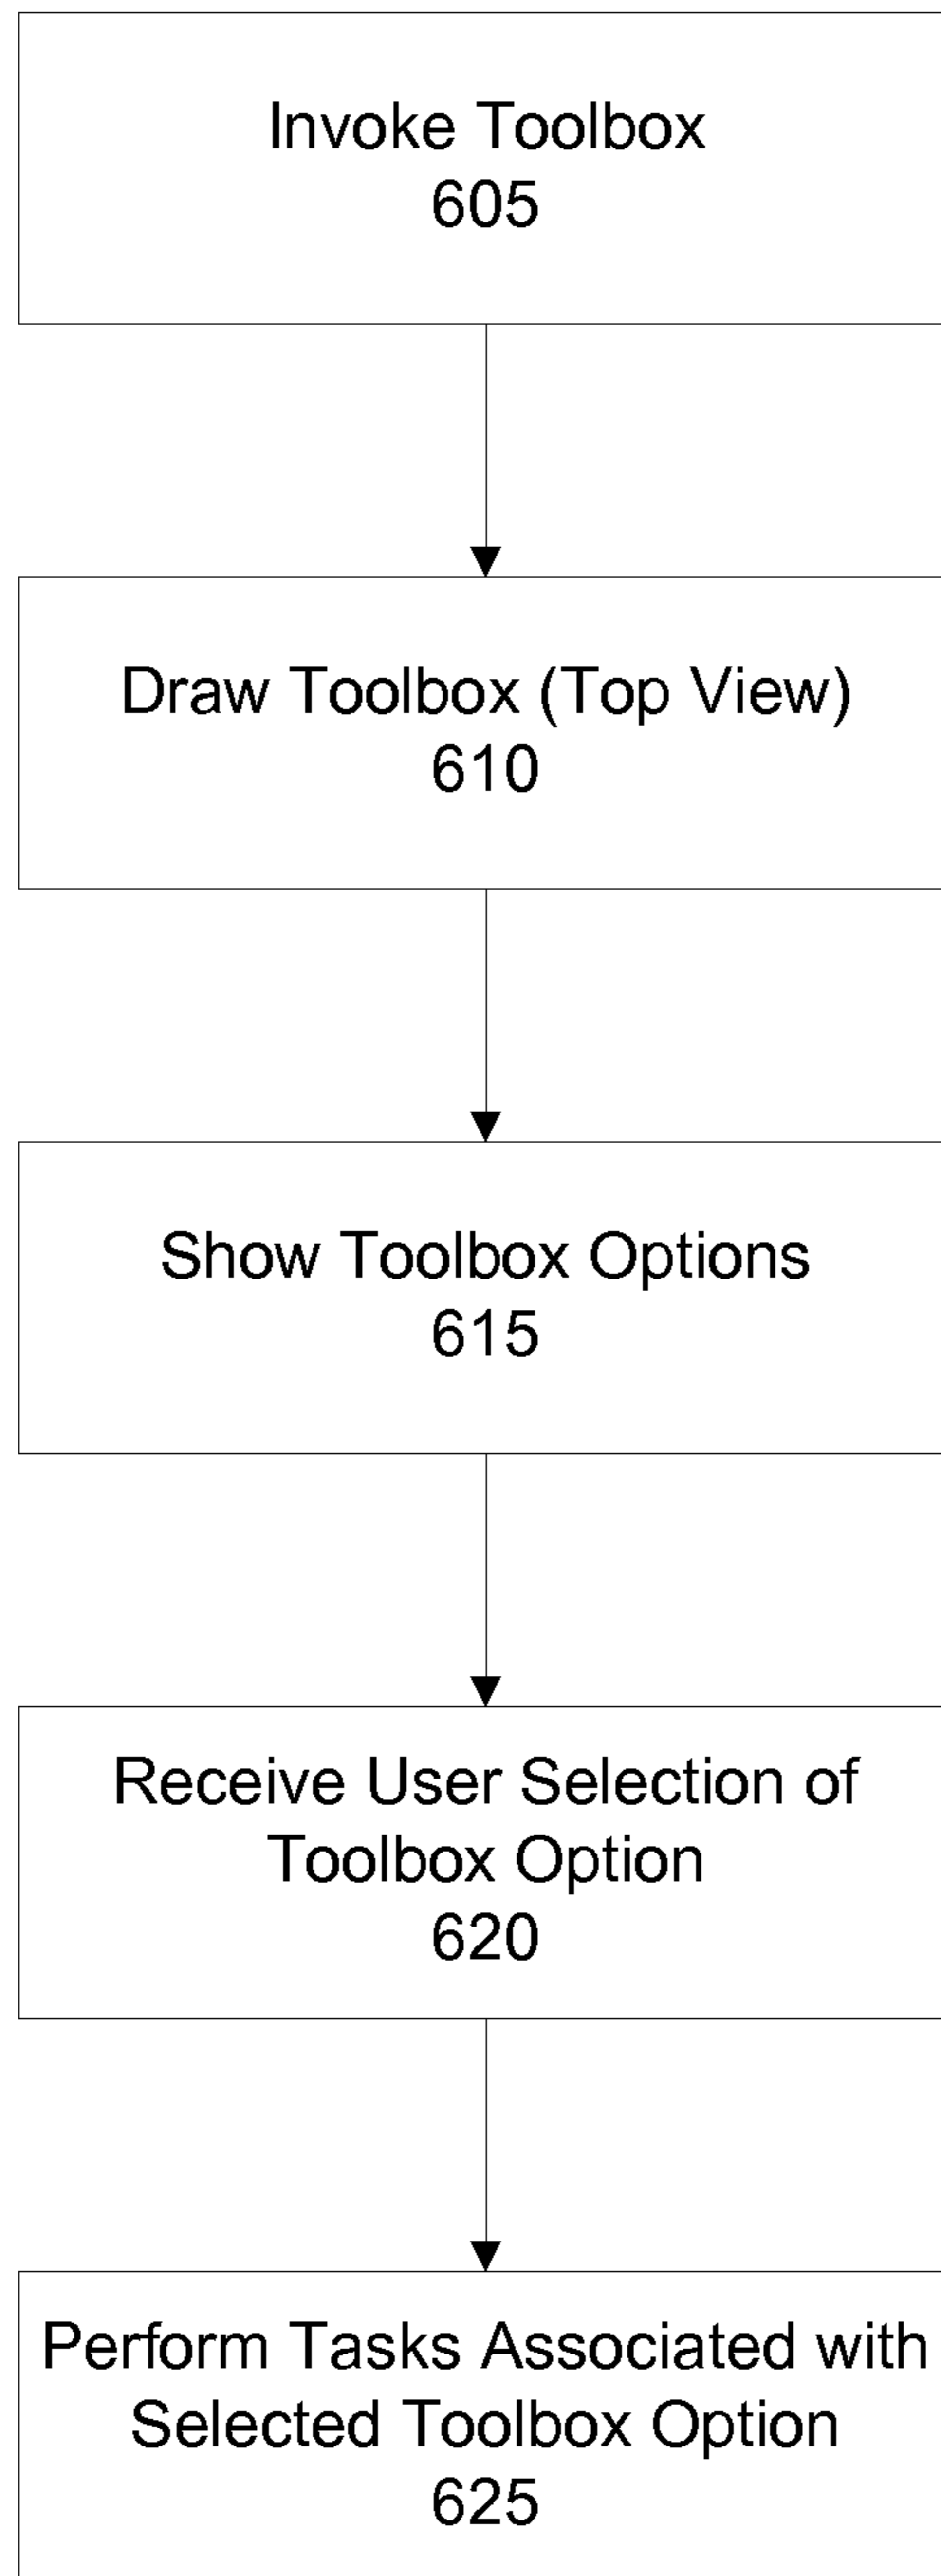 Invoke Toolbox
605
Draw Toolbox (Top View)
610
Show Toolbox Options
615
Receive User Selection of
Toolbox Option
620
Perform Tasks Associated with
Selected Toolbox Option
625